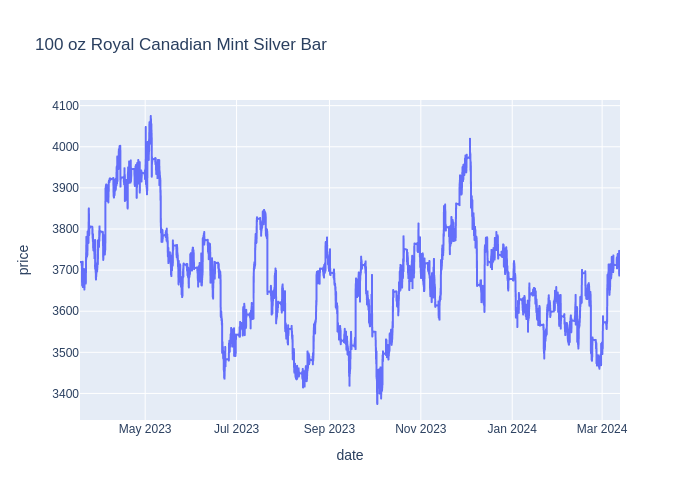 100 oz Royal Canadian Mint Silver Bar
4100
4000
3900
3800
3700
3600
3500
3400
price
May 2023 Jul 2023 Sep 2023 Nov 2023 Jan 2024 Mar 2024
date